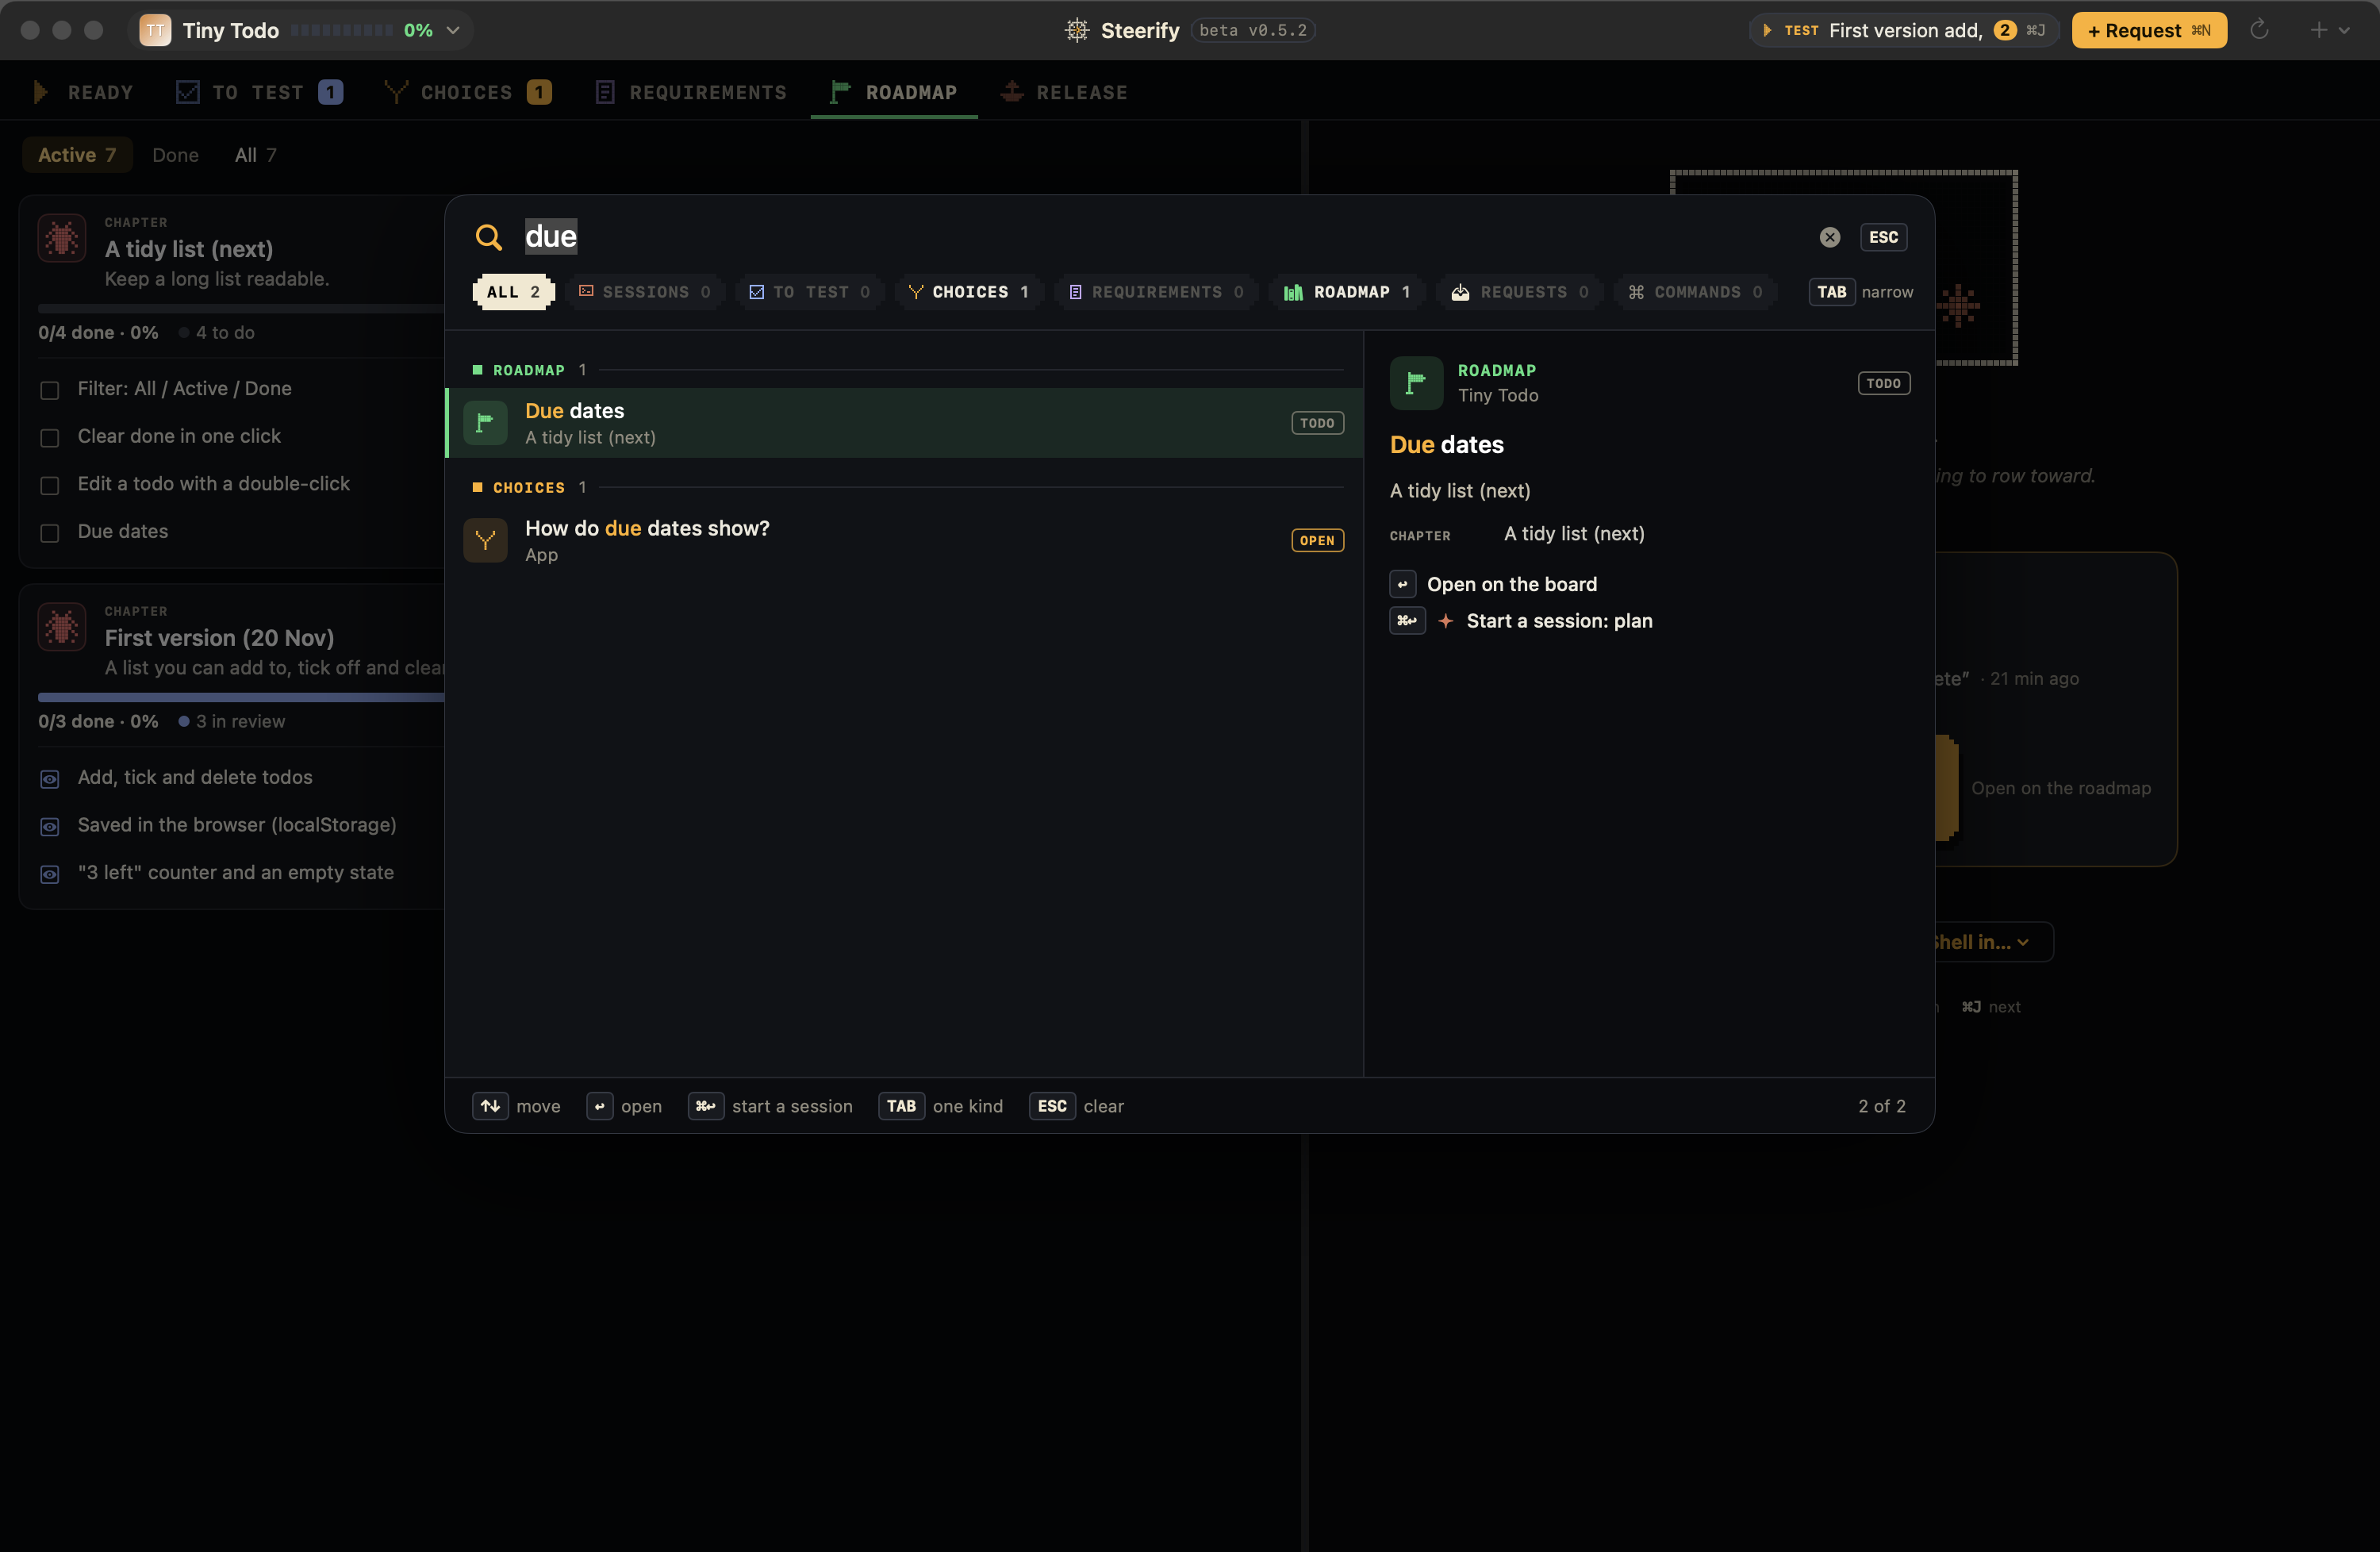 TT Tiny Todo 0%
Steerify beta v0.5.2
TEST First version add, 2 ⌘J
+ Request ⌘N
READY
TO TEST 1
CHOICES 1
REQUIREMENTS
ROADMAP
RELEASE
Active 7 Done All 7
CHAPTER
A tidy list (next)
Keep a long list readable.
0/4 done · 0% 4 to do
Filter: All / Active / Done
Clear done in one click
Edit a todo with a double-click
Due dates
CHAPTER
First version (20 Nov)
A list you can add to, tick off and clear
0/3 done · 0% 3 in review
Add, tick and delete todos
Saved in the browser (localStorage)
"3 left" counter and an empty state
due
ESC
ALL 2
SESSIONS 0
TO TEST 0
CHOICES 1
REQUIREMENTS 0
ROADMAP 1
REQUESTS 0
⌘ COMMANDS 0
TAB narrow
ROADMAP 1
Due dates
A tidy list (next)
TODO
CHOICES 1
How do due dates show?
App
OPEN
ROADMAP
Tiny Todo
TODO
Due dates
A tidy list (next)
CHAPTER A tidy list (next)
↩ Open on the board
⌘↩ Start a session: plan
↑↓ move ↩ open ⌘↩ start a session TAB one kind ESC clear
2 of 2
ing to row toward.
ete” · 21 min ago
Open on the roadmap
Shell in...
⌘J next